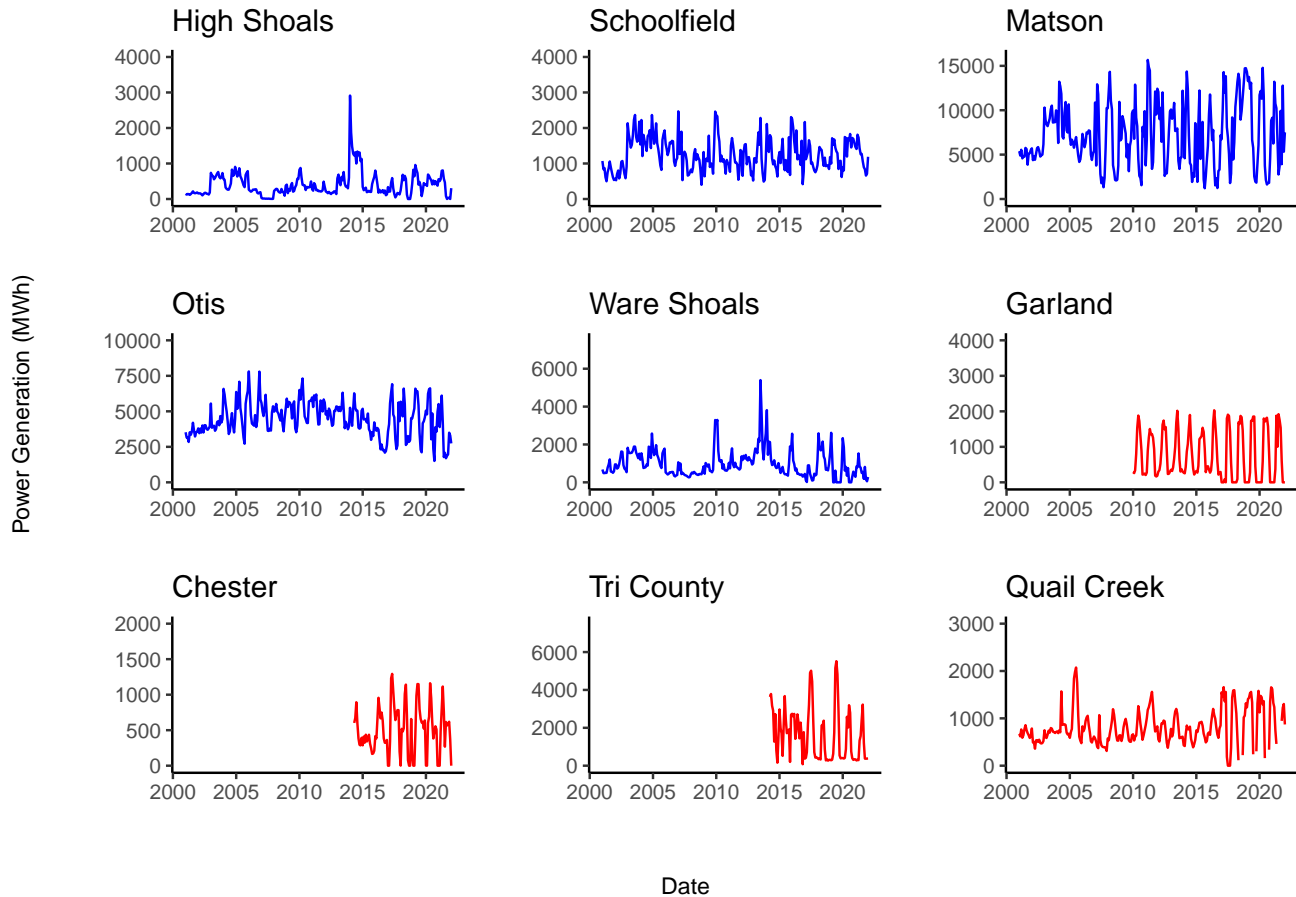 High Shoals
Schoolfield
Matson
4000
3000
2000
1000
0
2000 2005 2010 2015 2020
4000
3000
2000
1000
0
2000 2005 2010 2015 2020
15000
10000
5000
0
2000 2005 2010 2015 2020
Power Generation (MWh)
Otis
Ware Shoals
Garland
10000
7500
5000
2500
0
2000 2005 2010 2015 2020
6000
4000
2000
0
2000 2005 2010 2015 2020
4000
3000
2000
1000
0
2000 2005 2010 2015 2020
Chester
Tri County
Quail Creek
2000
1500
1000
500
0
2000 2005 2010 2015 2020
6000
4000
2000
0
2000 2005 2010 2015 2020
3000
2000
1000
0
2000 2005 2010 2015 2020
Date